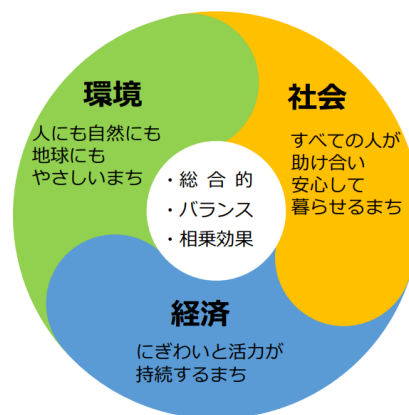 環境
人にも自然にも
地球にも
やさしいまち
社会
すべての人が
助け合い
安心して
暮らせるまち
・総合的
・バランス
・相乗効果
経済
にぎわいと活力が
持続するまち